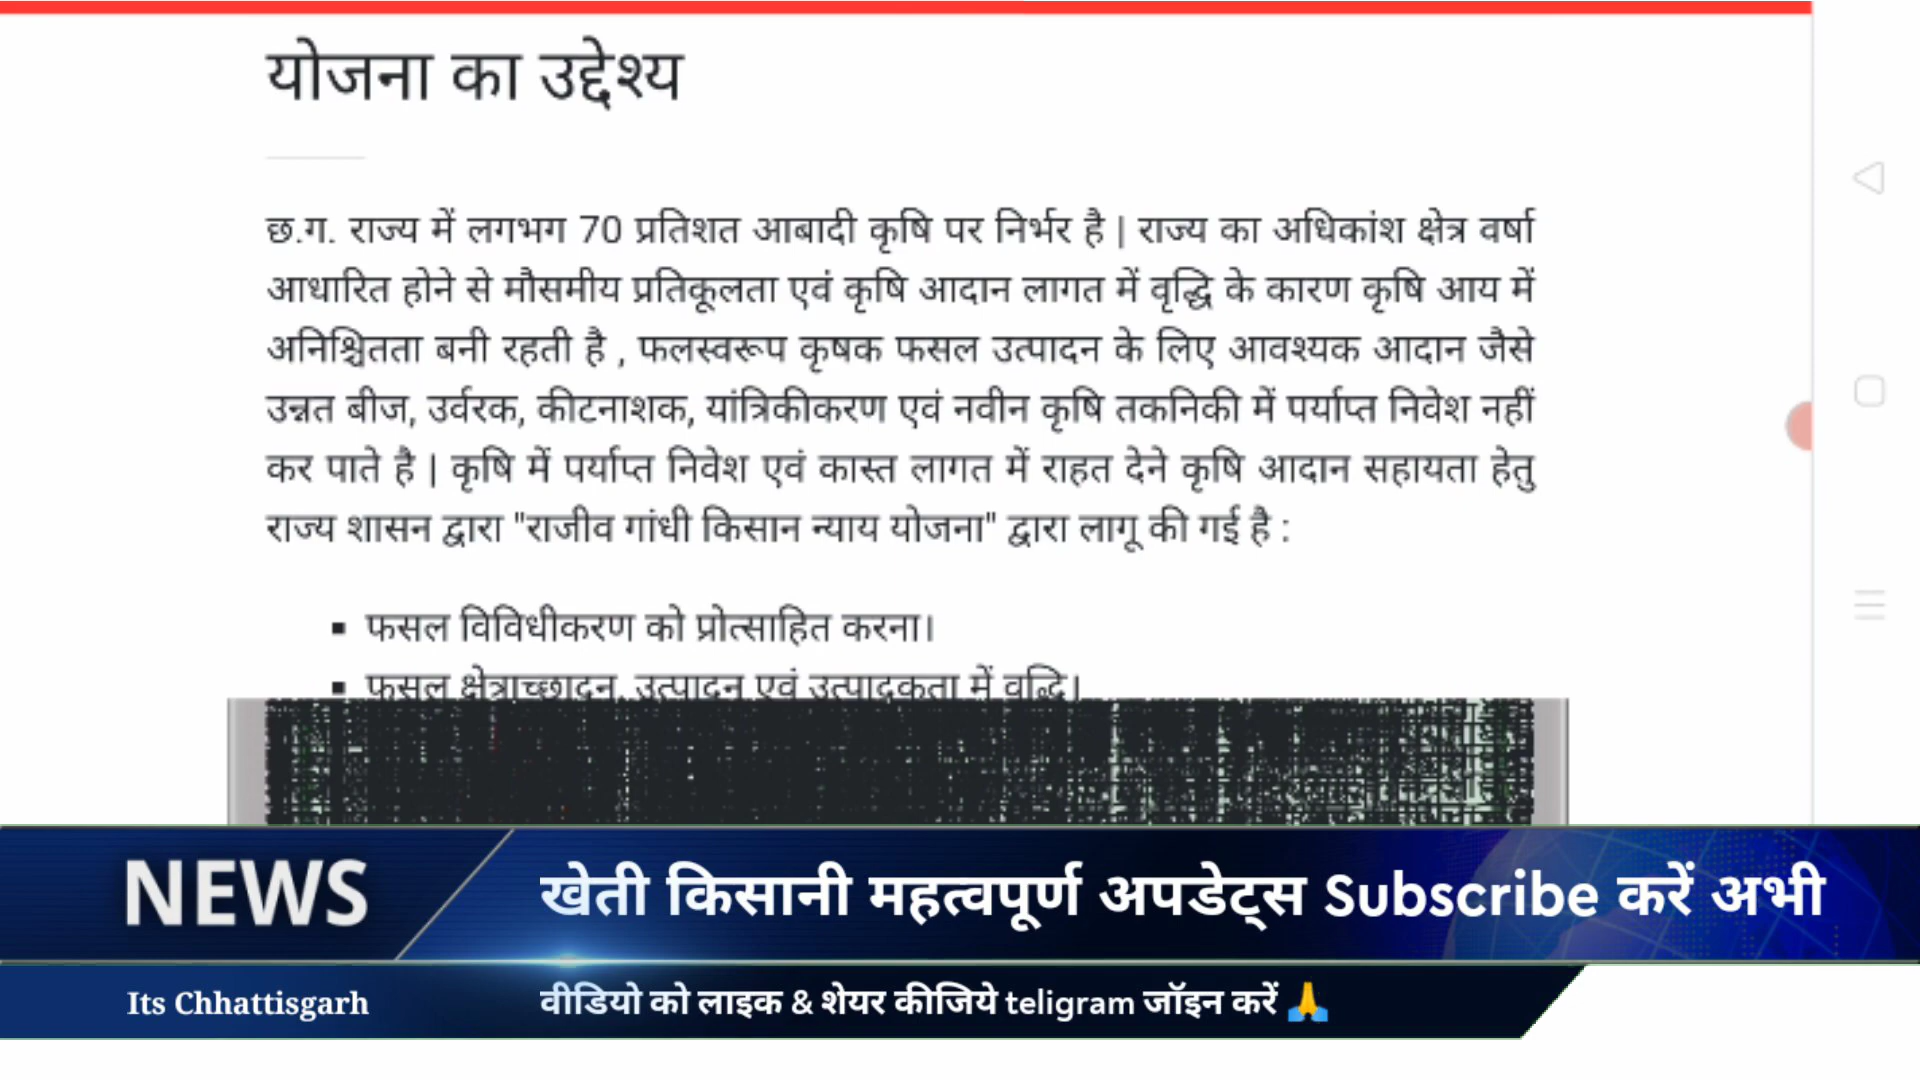 योजना का उद्देश्य
छ.ग. राज्य में लगभग 70 प्रतिशत आबादी कृषि पर निर्भर है | राज्य का अधिकांश क्षेत्र वर्षा
आधारित होने से मौसमीय प्रतिकूलता एवं कृषि आदान लागत में वृद्धि के कारण कृषि आय में
अनिश्चितता बनी रहती है , फलस्वरूप कृषक फसल उत्पादन के लिए आवश्यक आदान जैसे
उन्नत बीज, उर्वरक, कीटनाशक, यांत्रिकीकरण एवं नवीन कृषि तकनिकी में पर्याप्त निवेश नहीं
कर पाते है | कृषि में पर्याप्त निवेश एवं कास्त लागत में राहत देने कृषि आदान सहायता हेतु
राज्य शासन द्वारा "राजीव गांधी किसान न्याय योजना" द्वारा लागू की गई है :
▪ फसल विविधीकरण को प्रोत्साहित करना।
▪ फसल क्षेत्राच्छादन, उत्पादन एवं उत्पादकता में वृद्धि।
NEWS
खेती किसानी महत्वपूर्ण अपडेट्स Subscribe करें अभी
Its Chhattisgarh
वीडियो को लाइक & शेयर कीजिये teligram जॉइन करें 🙏